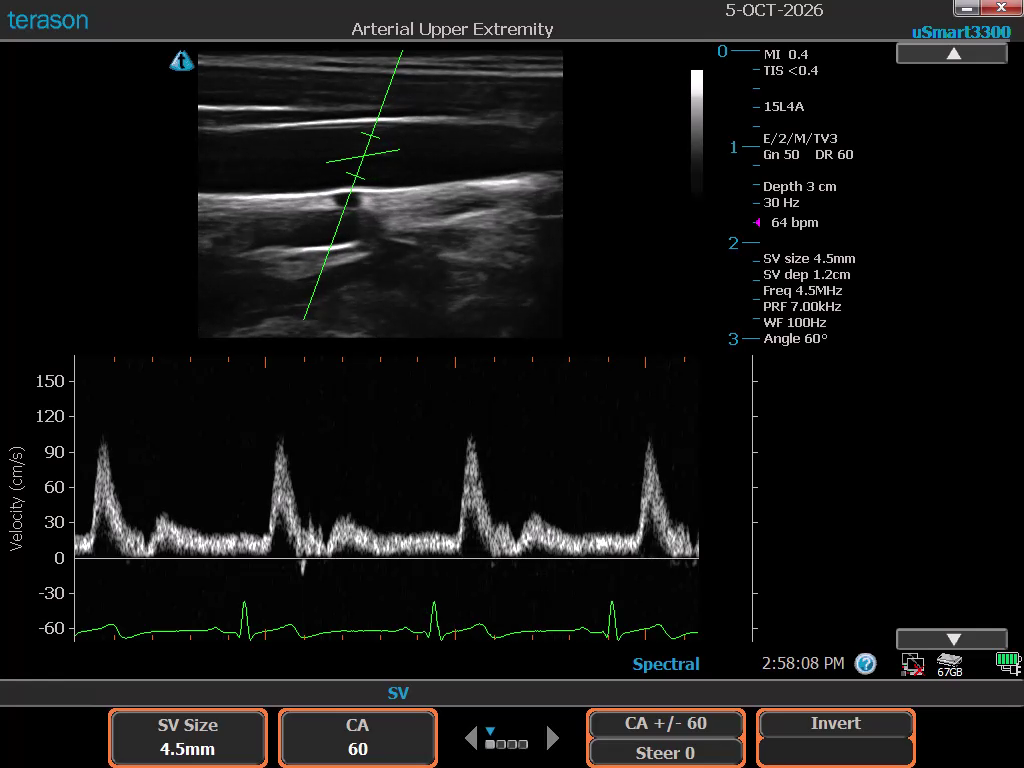 terason
5-OCT-2026
Arterial Upper Extremity
uSmart3300
0
MI 0.4
TIS <0.4
15L4A
E/2/M/TV3
1
Gn 50 DR 60
Depth 3 cm
30 Hz
64 bpm
2
SV size 4.5mm
SV dep 1.2cm
Freq 4.5MHz
PRF 7.00kHz
WF 100Hz
3
Angle 60°
150
120
90
60
30
0
-30
-60
Velocity (cm/s)
Spectral
2:58:08 PM
?
67GB
SV
SV Size
4.5mm
CA
60
CA +/- 60
Steer 0
Invert